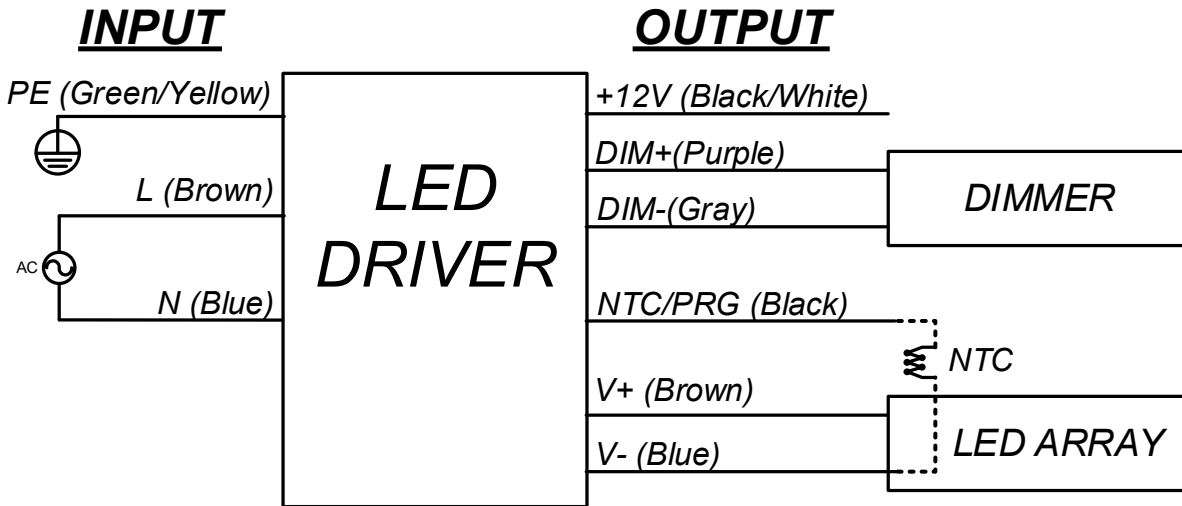 INPUT
OUTPUT
PE (Green/Yellow)
L (Brown)
AC
N (Blue)
LED
DRIVER
+12V (Black/White)
DIM+(Purple)
DIM-(Gray)
DIMMER
NTC/PRG (Black)
NTC
V+ (Brown)
V- (Blue)
LED ARRAY